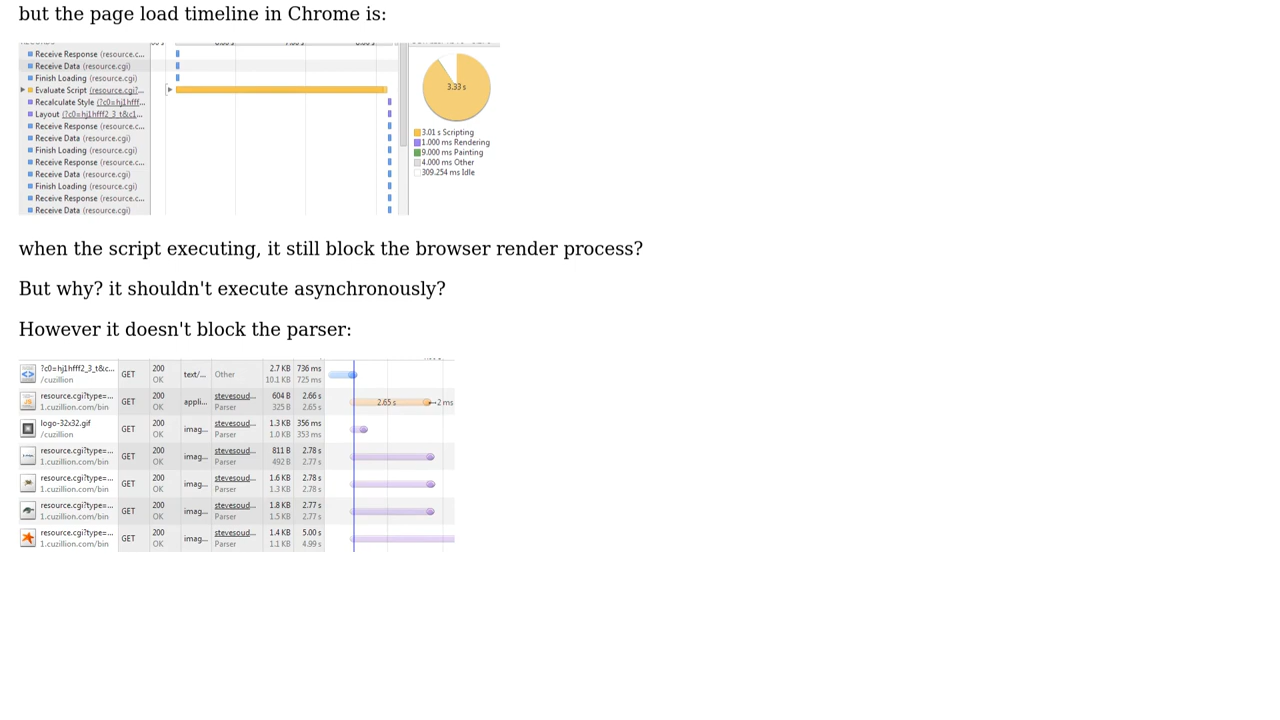 but the page load timeline in Chrome is:
Receive Response (resource.c...
Receive Data (resource.cgi)
Finish Loading (resource.cgi)
Evaluate Script (resource.cgi?...
Recalculate Style (?c0=hj1hfff...
Layout (?c0=hj1hfff2_3_t&c1...
Receive Response (resource.cgi)
Receive Data (resource.cgi)
Finish Loading (resource.cgi)
Receive Response (resource.cgi)
Receive Data (resource.cgi)
Finish Loading (resource.cgi)
Receive Response (resource.cgi)
Receive Data (resource.cgi)
3.33 s
3.01 s Scripting
1.000 ms Rendering
9.000 ms Painting
4.000 ms Other
309.254 ms Idle
when the script executing, it still block the browser render process?
But why? it shouldn't execute asynchronously?
However it doesn't block the parser:
?c0=hj1hfff2_3_t&c... GET 200 text/... Other 2.7 KB 736 ms
/cuzillion OK 10.1 KB 725 ms
resource.cgi?type=... GET 200 appli... stevesoud... 604 B 2.66 s 2.65 s 2 ms
1.cuzillion.com/bin OK Parser 325 B 2.65 s
logo-32x32.gif GET 200 imag... stevesoud... 1.3 KB 356 ms
/cuzillion OK Parser 1.0 KB 353 ms
resource.cgi?type=... GET 200 imag... stevesoud... 811 B 2.78 s
1.cuzillion.com/bin OK Parser 492 B 2.77 s
resource.cgi?type=... GET 200 imag... stevesoud... 1.6 KB 2.78 s
1.cuzillion.com/bin OK Parser 1.3 KB 2.78 s
resource.cgi?type=... GET 200 imag... stevesoud... 1.8 KB 2.77 s
1.cuzillion.com/bin OK Parser 1.5 KB 2.77 s
resource.cgi?type=... GET 200 imag... stevesoud... 1.4 KB 5.00 s
1.cuzillion.com/bin OK Parser 1.1 KB 4.99 s